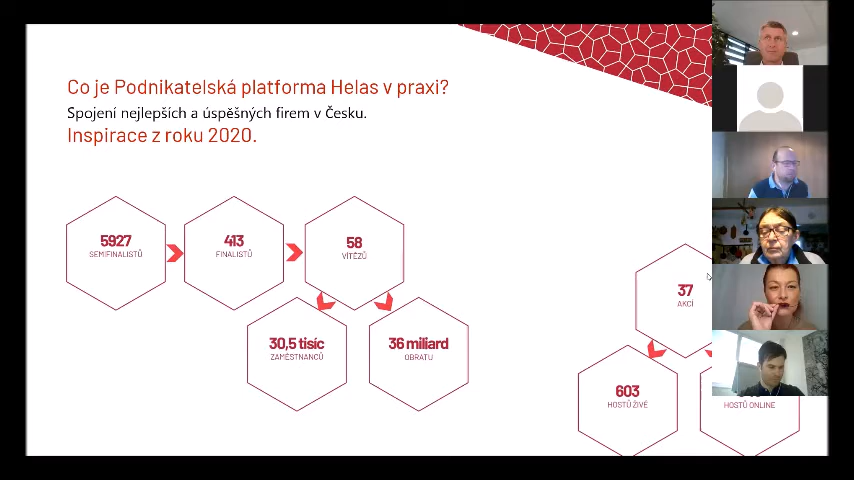 Co je Podnikatelská platforma Helas v praxi?
Spojení nejlepších a úspěšných firem v Česku.
Inspirace z roku 2020.
5927
SEMIFINALISTŮ
413
FINALISTŮ
58
VÍTĚZŮ
30,5 tisíc
ZAMĚSTNANCŮ
36 miliard
OBRATU
37
AKCÍ
603
HOSTŮ ŽIVĚ
HOSTŮ ONLINE